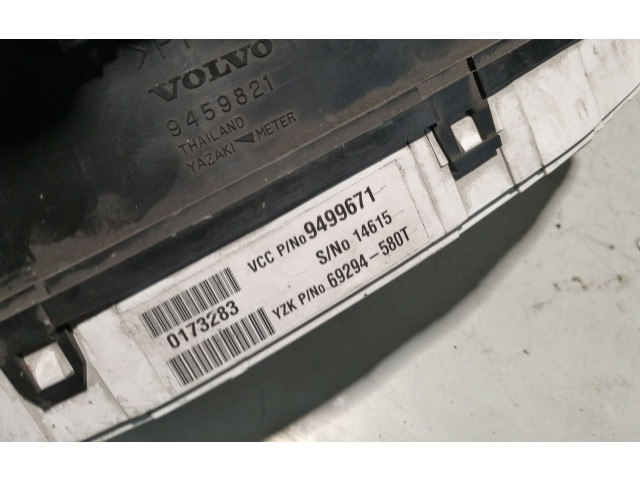 >P
VOLVO
9459821
THAILAND
YAZAKI METER
VCC P/No 9499671
S/No 14615
0173283
YZK P/No 69294-580T